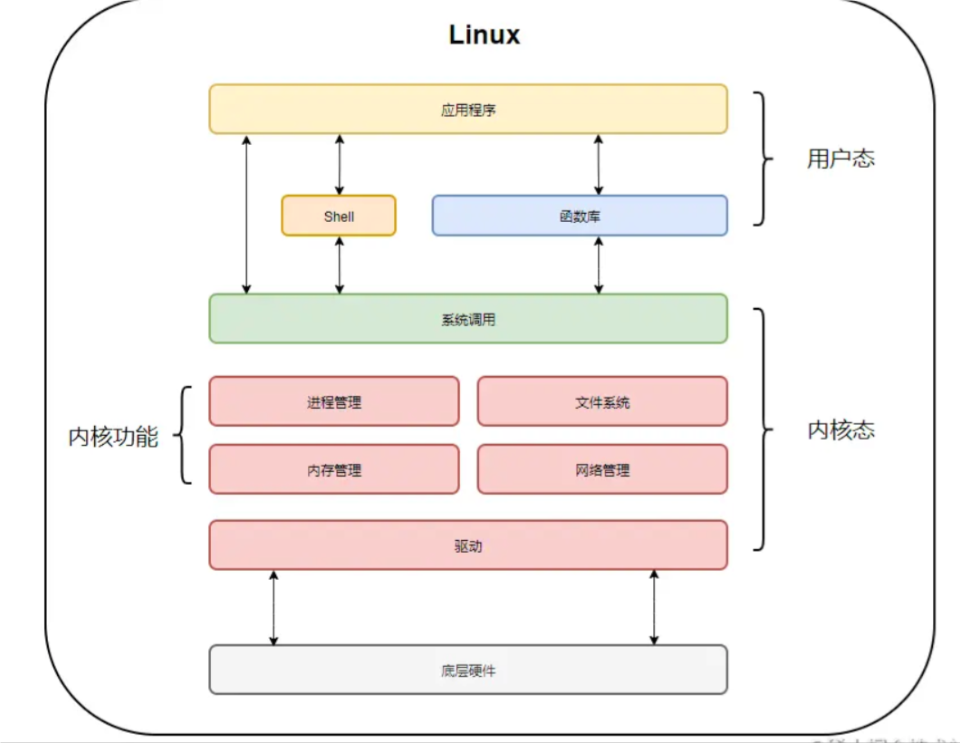 Linux
应用程序
用户态
Shell
函数库
系统调用
进程管理
文件系统
内核功能
内核态
内存管理
网络管理
驱动
底层硬件